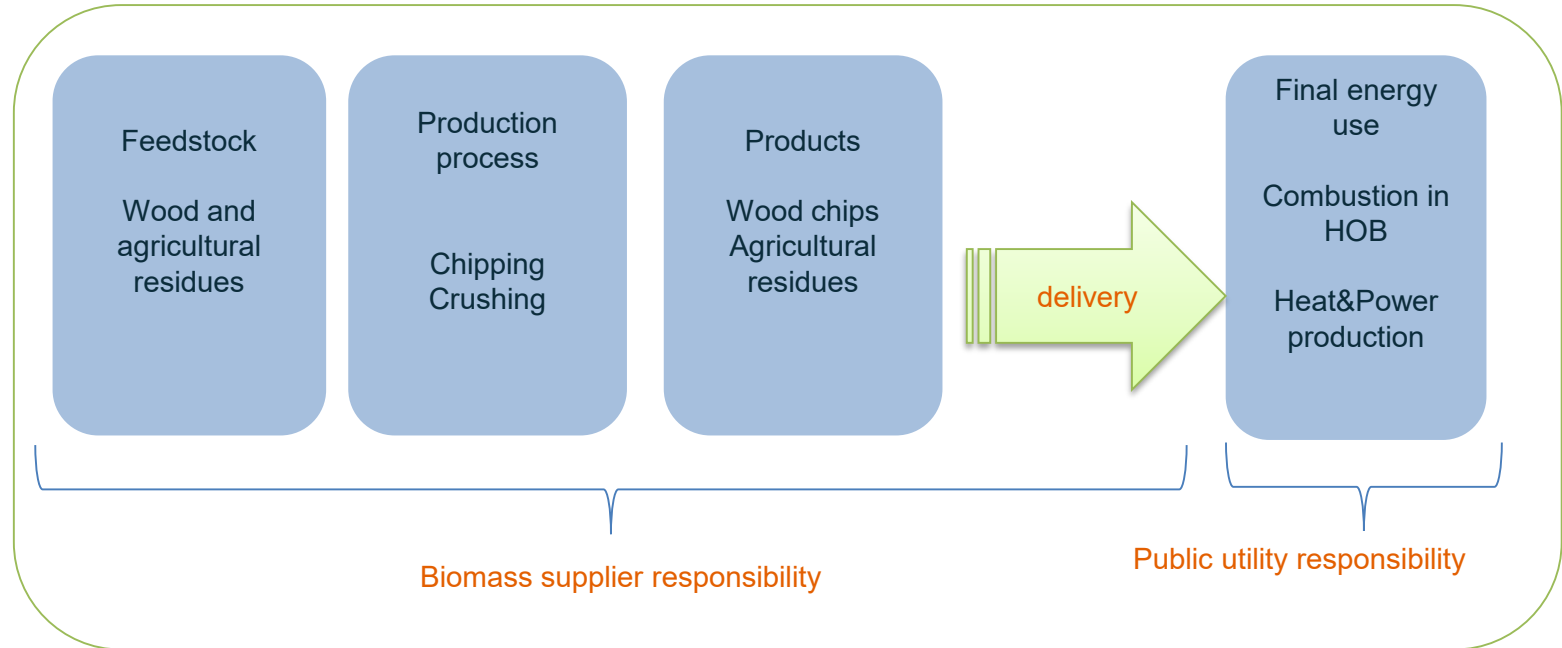 Feedstock
Wood and
agricultural
residues
Production
process
Chipping
Crushing
Products
Wood chips
Agricultural
residues
delivery
Final energy
use
Combustion in
HOB
Heat&Power
production
Biomass supplier responsibility
Public utility responsibility